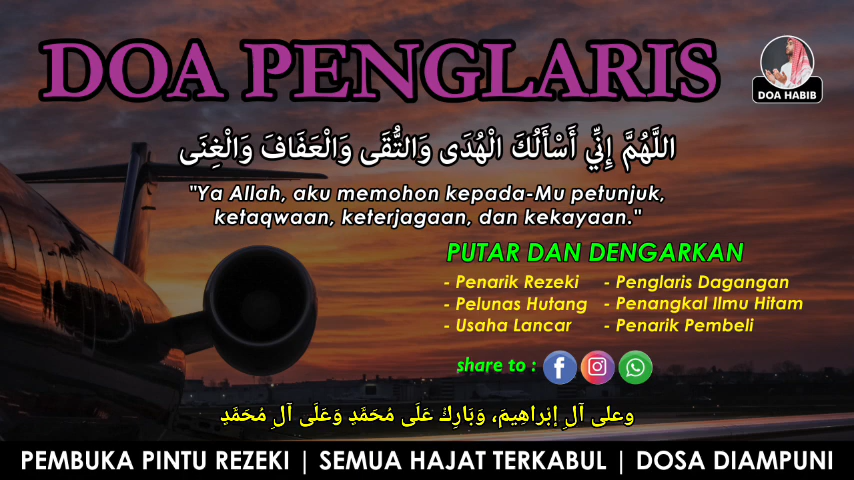 DOA PENGLARIS
DOA HABIB
اللَّهُمَّ إِنِّي أَسْأَلُكَ الْهُدَى وَالتُّقَى وَالْعَفَافَ وَالْغِنَى
"Ya Allah, aku memohon kepada-Mu petunjuk,
ketaqwaan, keterjagaan, dan kekayaan."
PUTAR DAN DENGARKAN
- Penarik Rezeki - Penglaris Dagangan
- Pelunas Hutang - Penangkal Ilmu Hitam
- Usaha Lancar - Penarik Pembeli
share to :
وعلى آلِ إبْراهِيمَ، وَبَارِكْ عَلَى مُحَمَّدٍ وَعَلَى آلِ مُحَمَّدٍ
PEMBUKA PINTU REZEKI | SEMUA HAJAT TERKABUL | DOSA DIAMPUNI